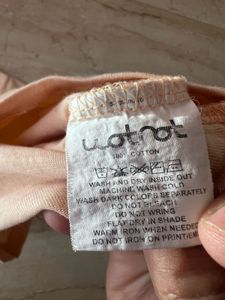 wotnot
100% COTTON
WASH AND DRY INSIDE OUT
MACHINE WASH COLD
WASH DARK COLORS SEPARATELY
DO NOT BLEACH
DO NOT WRING
FLAT DRY IN SHADE
WARM IRON WHEN NEEDED
DO NOT IRON ON PRINT